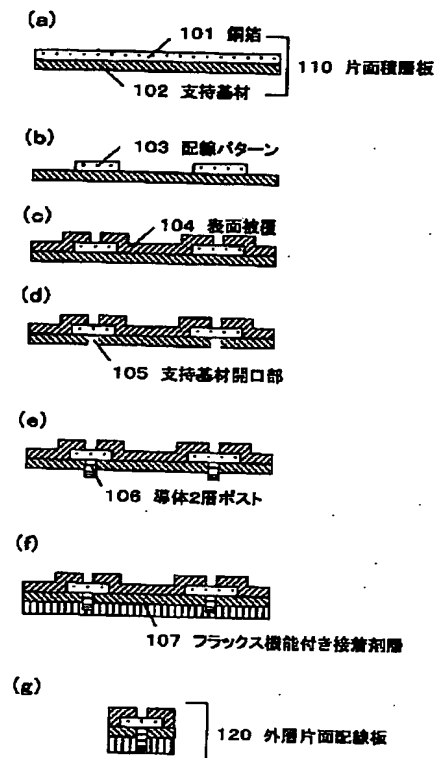 (a)
101 銅箔
110 片面積層板
102 支持基材
(b)
103 配線パターン
(c)
104 表面被覆
(d)
105 支持基材開口部
(e)
106 導体2層ポスト
(f)
107 フラックス機能付き接着剤層
(g)
120 外層片面配線板